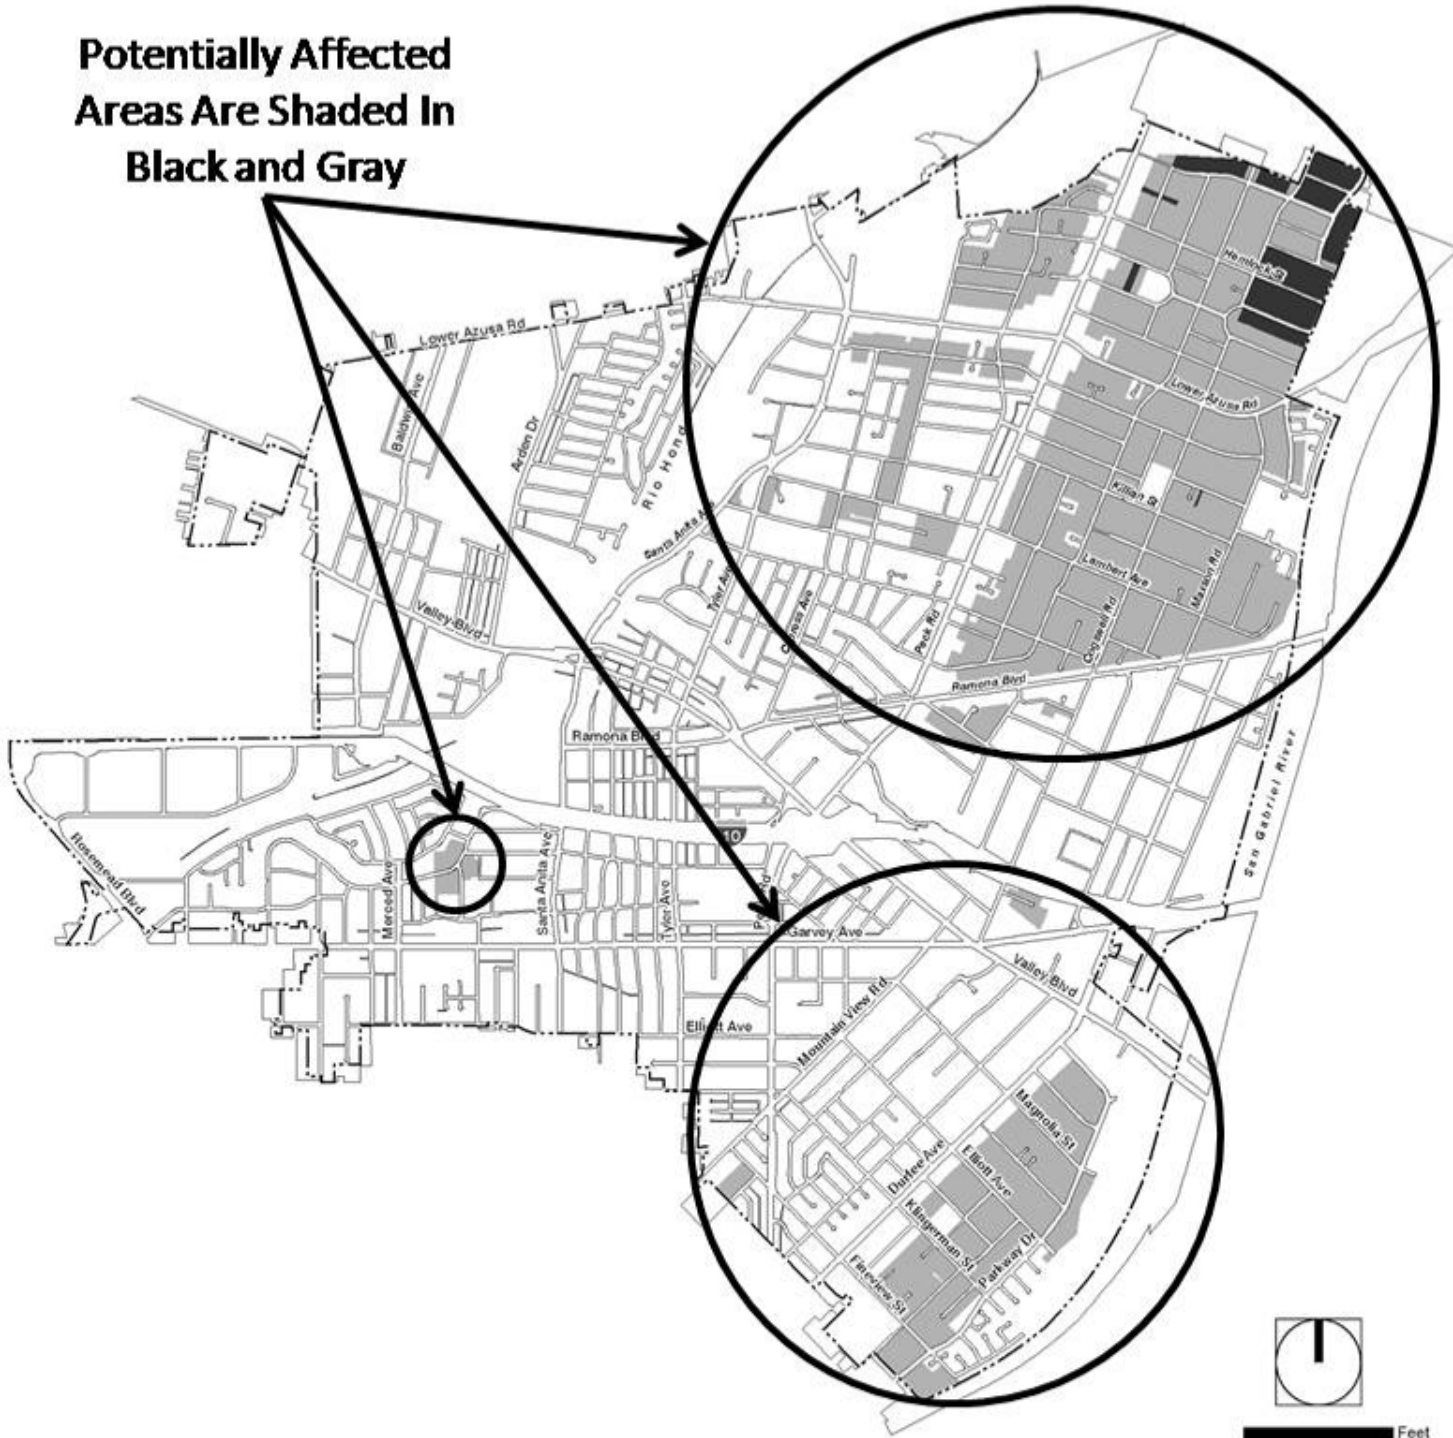 Potentially Affected
Areas Are Shaded In
Black and Gray
Hemlock St
Lower Azusa Rd
Baldwin Ave
Arden Dr
Rio Hondo
Lower Azusa Rd
Killian St
Santa Anita Ave
Lambert Ave
Maxson Rd
Tyler Ave
Peck Rd
Cogswell Rd
Valley Blvd
Ramona Blvd
Ramona Blvd
San Gabriel River
10
Rosemead Blvd
Merced Ave
Santa Anita Ave
Tyler Ave
Garvey Ave
Valley Blvd
Mountain View Rd
Elliott Ave
Magnolia St
Durfee Ave
Elliott Ave
Klingerman St
Parkway Dr
Fineview St
Feet